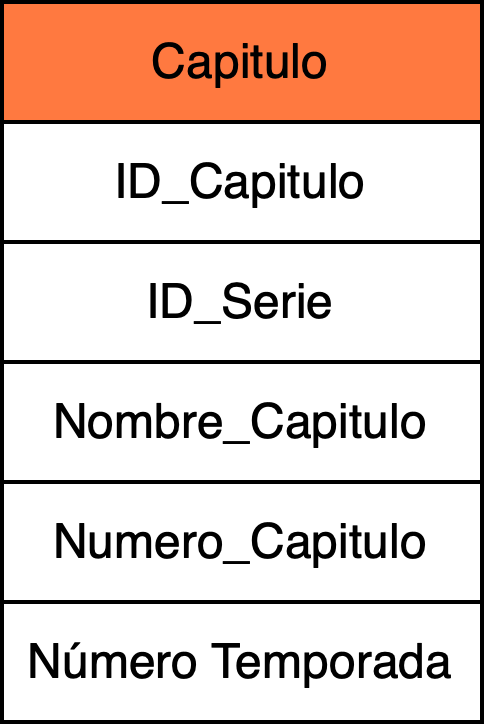 Capitulo
ID_Capitulo
ID_Serie
Nombre_Capitulo
Numero_Capitulo
Número Temporada